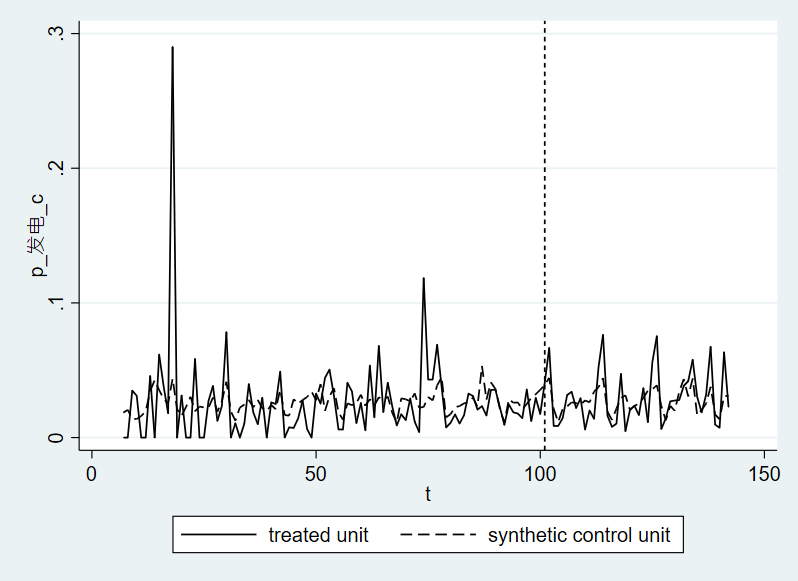 .3
.2
.1
0
p_发电_c
0
50
100
150
t
treated unit
synthetic control unit